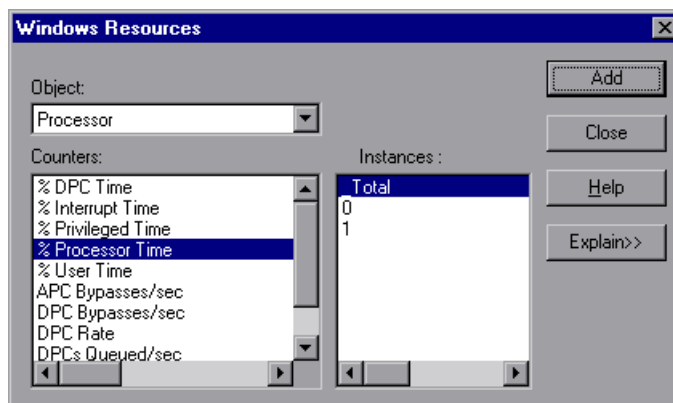 Windows Resources
Object:
Processor
Counters:
% DPC Time
% Interrupt Time
% Privileged Time
% Processor Time
% User Time
APC Bypasses/sec
DPC Bypasses/sec
DPC Rate
DPCs Queued/sec
Instances :
_Total
0
1
Add
Close
Help
Explain>>